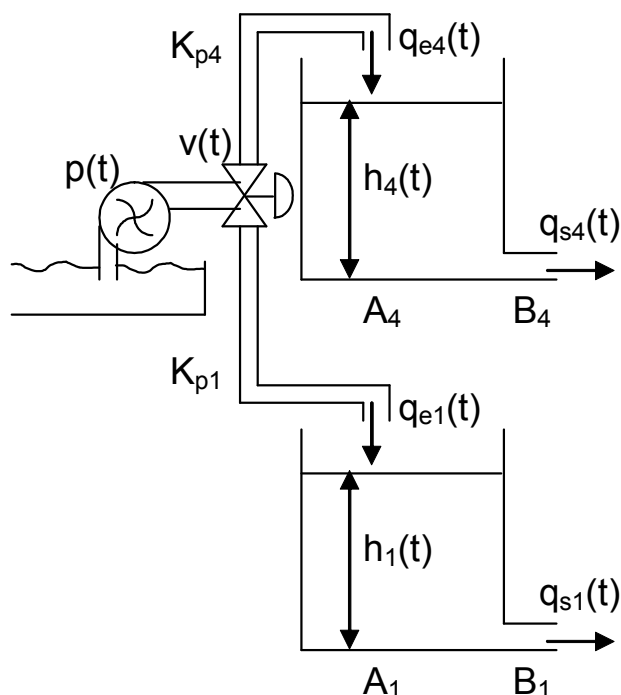 q_e4(t)
K_p4
v(t)
p(t)
h_4(t)
q_s4(t)
A_4
B_4
K_p1
q_e1(t)
h_1(t)
q_s1(t)
A_1
B_1